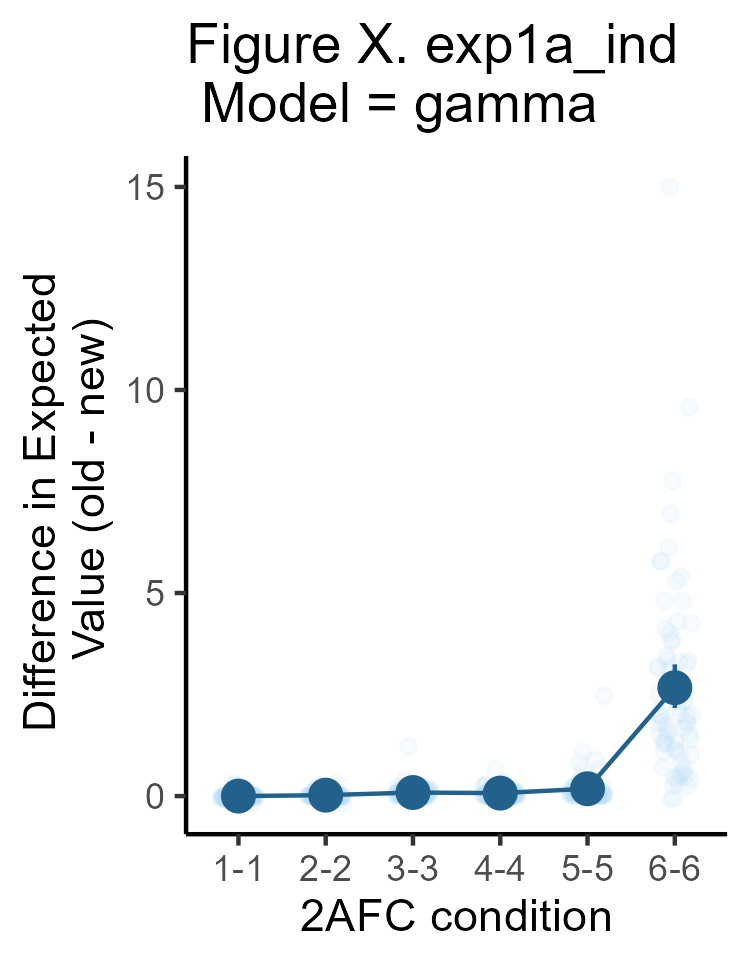 Figure X. exp1a_ind
Model = gamma
15
10
5
0
Difference in Expected
Value (old - new)
1-1 2-2 3-3 4-4 5-5 6-6
2AFC condition